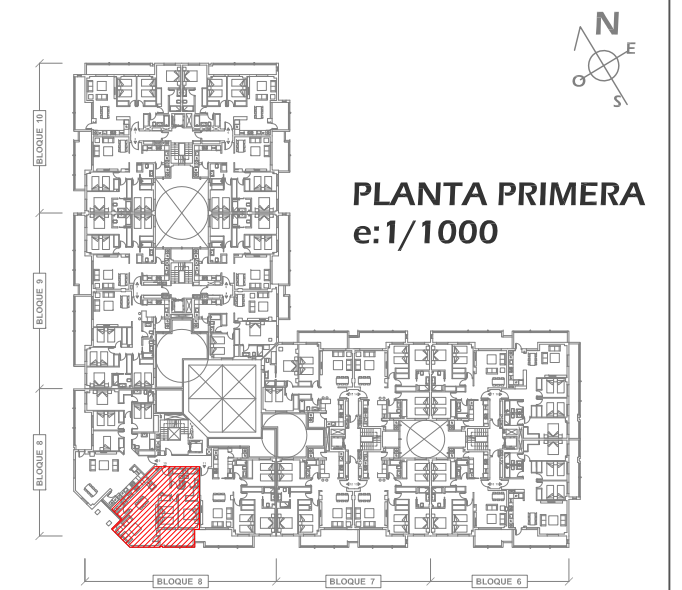 N
E
O
S
BLOQUE 10
PLANTA PRIMERA
e:1/1000
BLOQUE 9
BLOQUE 8
BLOQUE 8
BLOQUE 7
BLOQUE 6